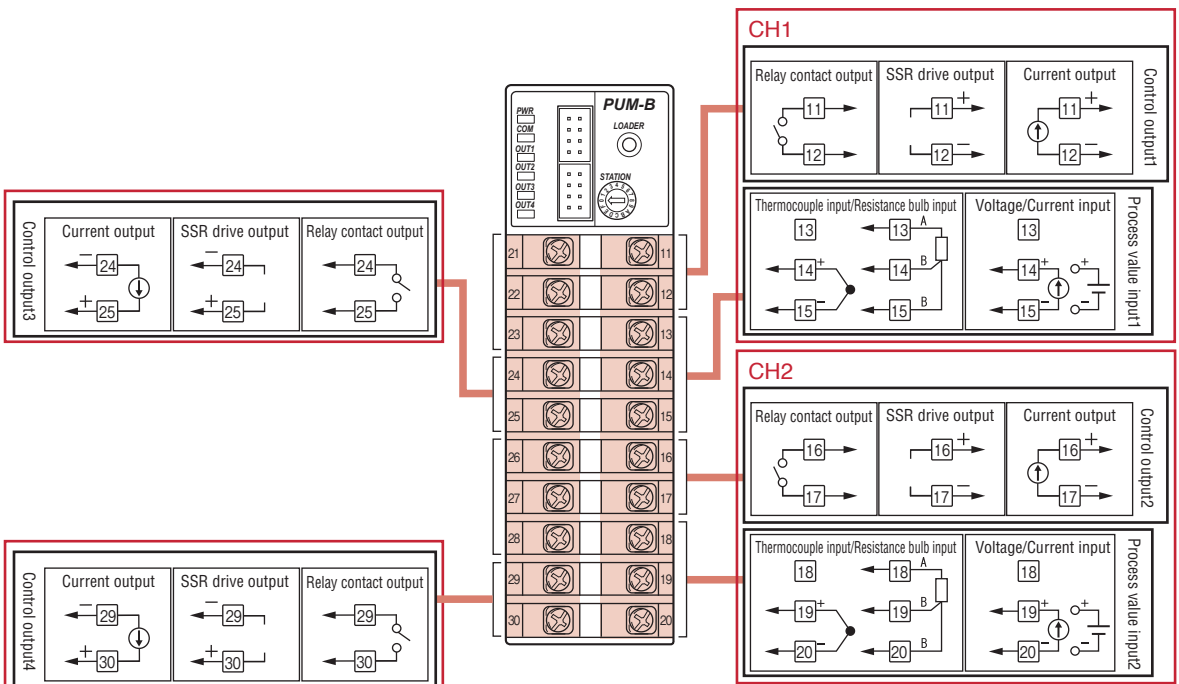 CH1
Relay contact output
11
12
SSR drive output
+
11
−
12
Current output
+
11
−
12
Control output1
Thermocouple input/Resistance bulb input
13
14 +
15 −
13 A
14 B
15 B
Voltage/Current input
13
14 + +
15 − −
Process value input1
PUM-B
PWR
COM
OUT1
OUT2
OUT3
OUT4
LOADER
STATION
21 11
22 12
23 13
24 14
25 15
26 16
27 17
28 18
29 19
30 20
Control output3
Current output
−
24
+
25
SSR drive output
−
24
+
25
Relay contact output
24
25
CH2
Relay contact output
16
17
SSR drive output
+
16
−
17
Current output
+
16
−
17
Control output2
Thermocouple input/Resistance bulb input
18
19 +
20 −
18 A
19 B
20 B
Voltage/Current input
18
19 + +
20 − −
Process value input2
Control output4
Current output
−
29
+
30
SSR drive output
−
29
+
30
Relay contact output
29
30